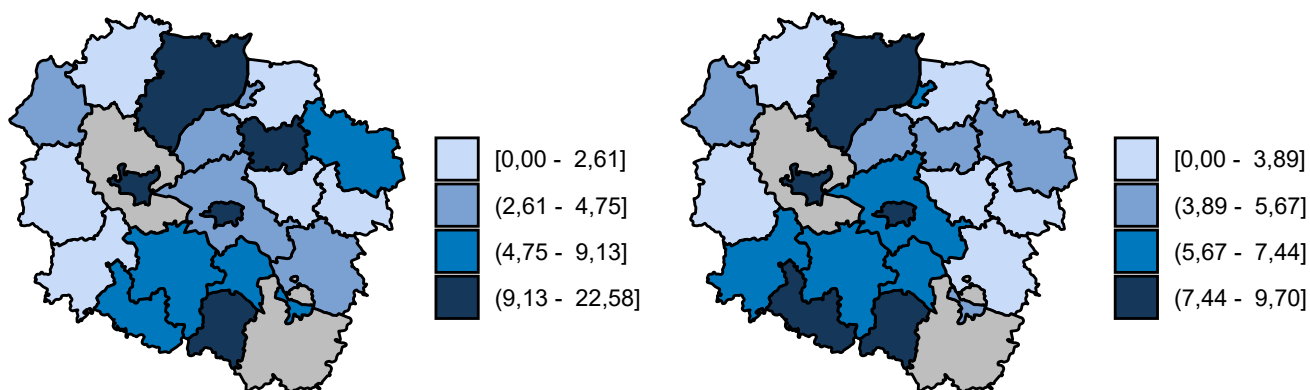 [0,00 - 2,61]
(2,61 - 4,75]
(4,75 - 9,13]
(9,13 - 22,58]
[0,00 - 3,89]
(3,89 - 5,67]
(5,67 - 7,44]
(7,44 - 9,70]